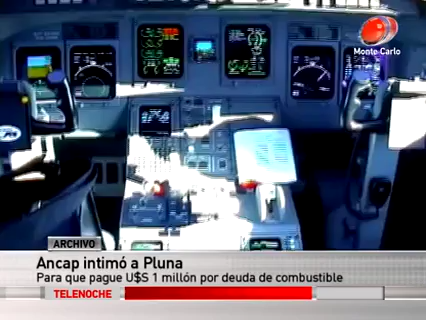 Monte Carlo
ARCHIVO
Ancap intimó a Pluna
Para que pague U$S 1 millón por deuda de combustible
TELENOCHE